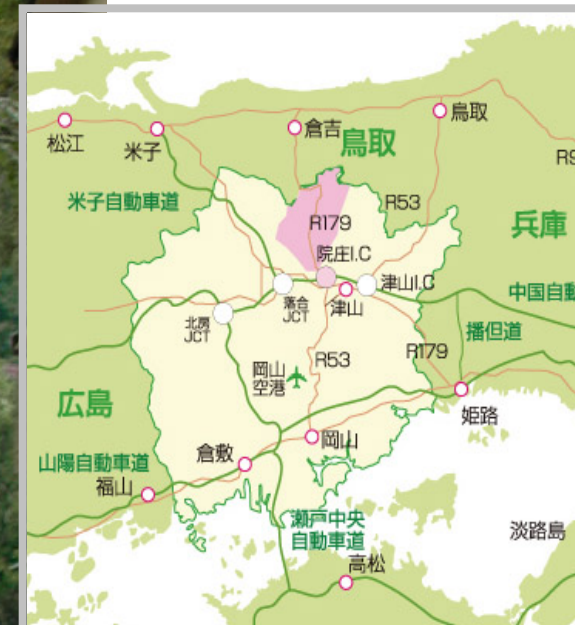 松江
米子
倉吉
鳥取
鳥取
R9
米子自動車道
R179
R53
兵庫
院庄I.C
津山I.C
落合
JCT
津山
中国自動
北房
JCT
播但道
岡山
空港
R53
R179
広島
姫路
岡山
倉敷
山陽自動車道
福山
瀬戸中央
自動車道
淡路島
高松